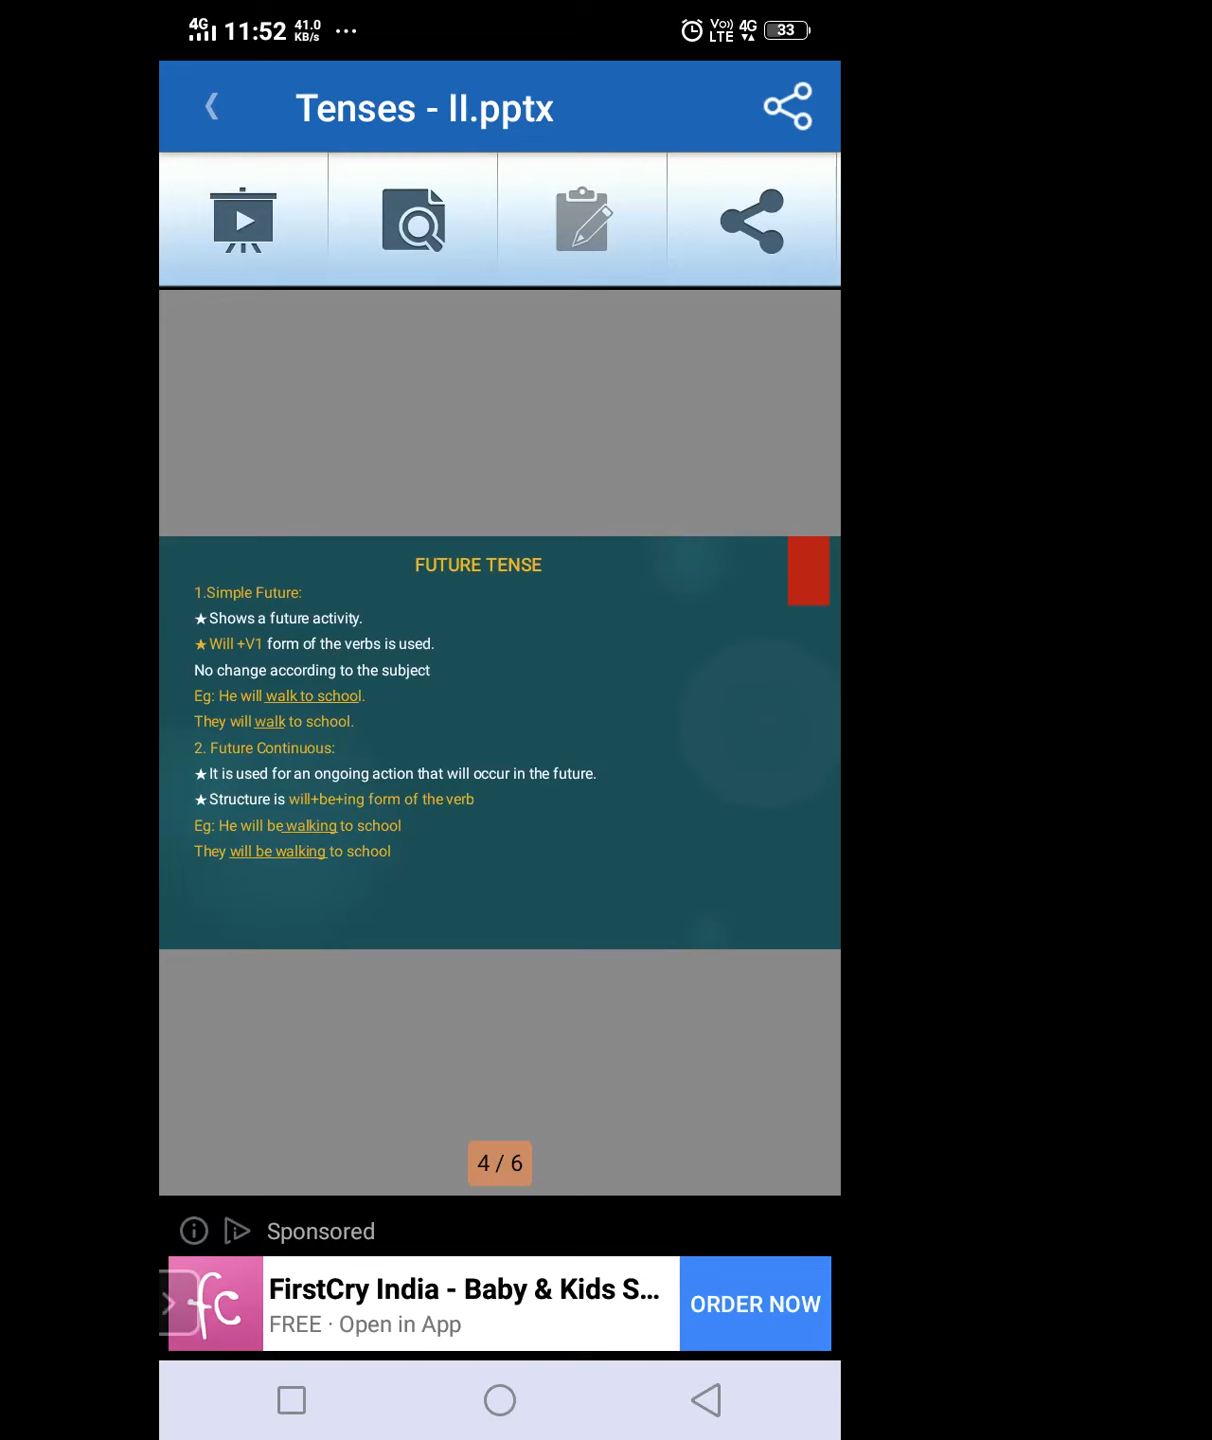 4G 11:52 41.0 KB/s ... Vo)) LTE 4G 33
Tenses - II.pptx
FUTURE TENSE
1.Simple Future:
★Shows a future activity.
★Will +V1 form of the verbs is used.
No change according to the subject
Eg: He will walk to school.
They will walk to school.
2. Future Continuous:
★It is used for an ongoing action that will occur in the future.
★Structure is will+be+ing form of the verb
Eg: He will be walking to school
They will be walking to school
4 / 6
Sponsored
fc
FirstCry India - Baby & Kids S...
FREE · Open in App
ORDER NOW